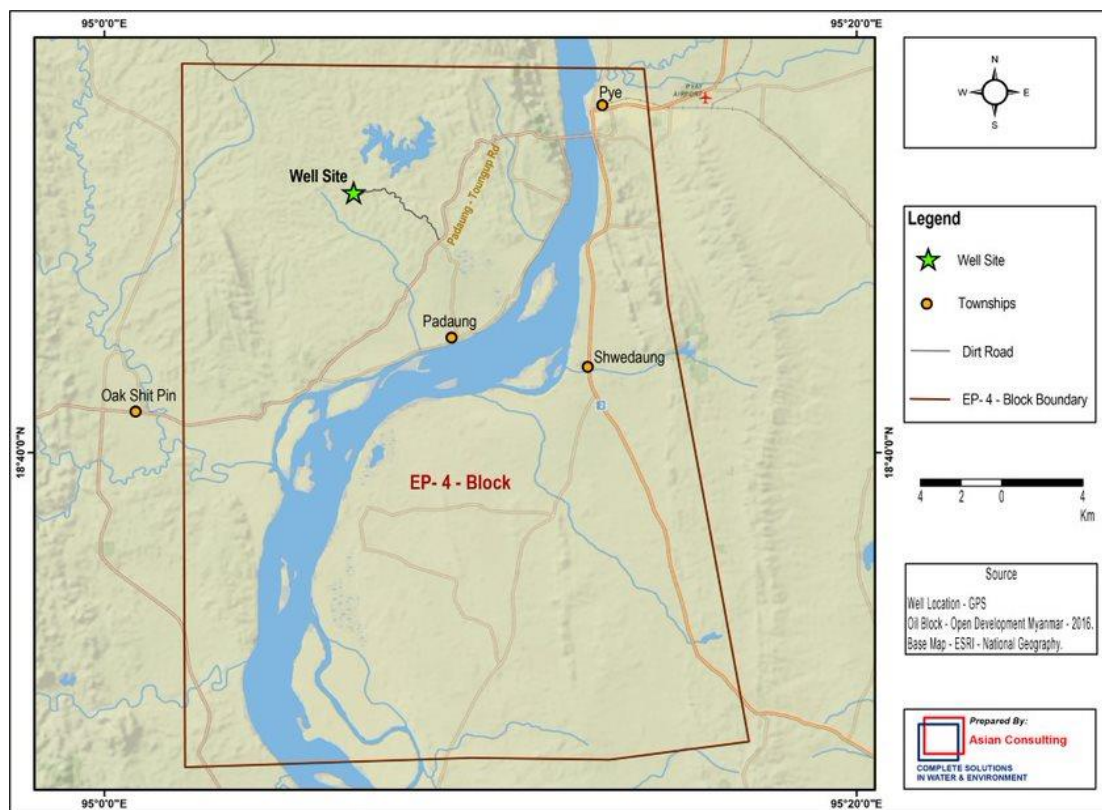 95°0'0"E
95°20'0"E
Pye
PYAY
AIRPORT
Well Site
Padaung - Toungup Rd
Padaung
Shwedaung
Oak Shit Pin
2
18°40'0"N
18°40'0"N
EP- 4 - Block
95°0'0"E
95°20'0"E
N
W
E
S
Legend
Well Site
Townships
Dirt Road
EP- 4 - Block Boundary
4 2 0 4
Km
Source
Well Location - GPS
Oil Block - Open Development Myanmar - 2016.
Base Map - ESRI - National Geography.
Prepared By:
Asian Consulting
COMPLETE SOLUTIONS
IN WATER & ENVIRONMENT